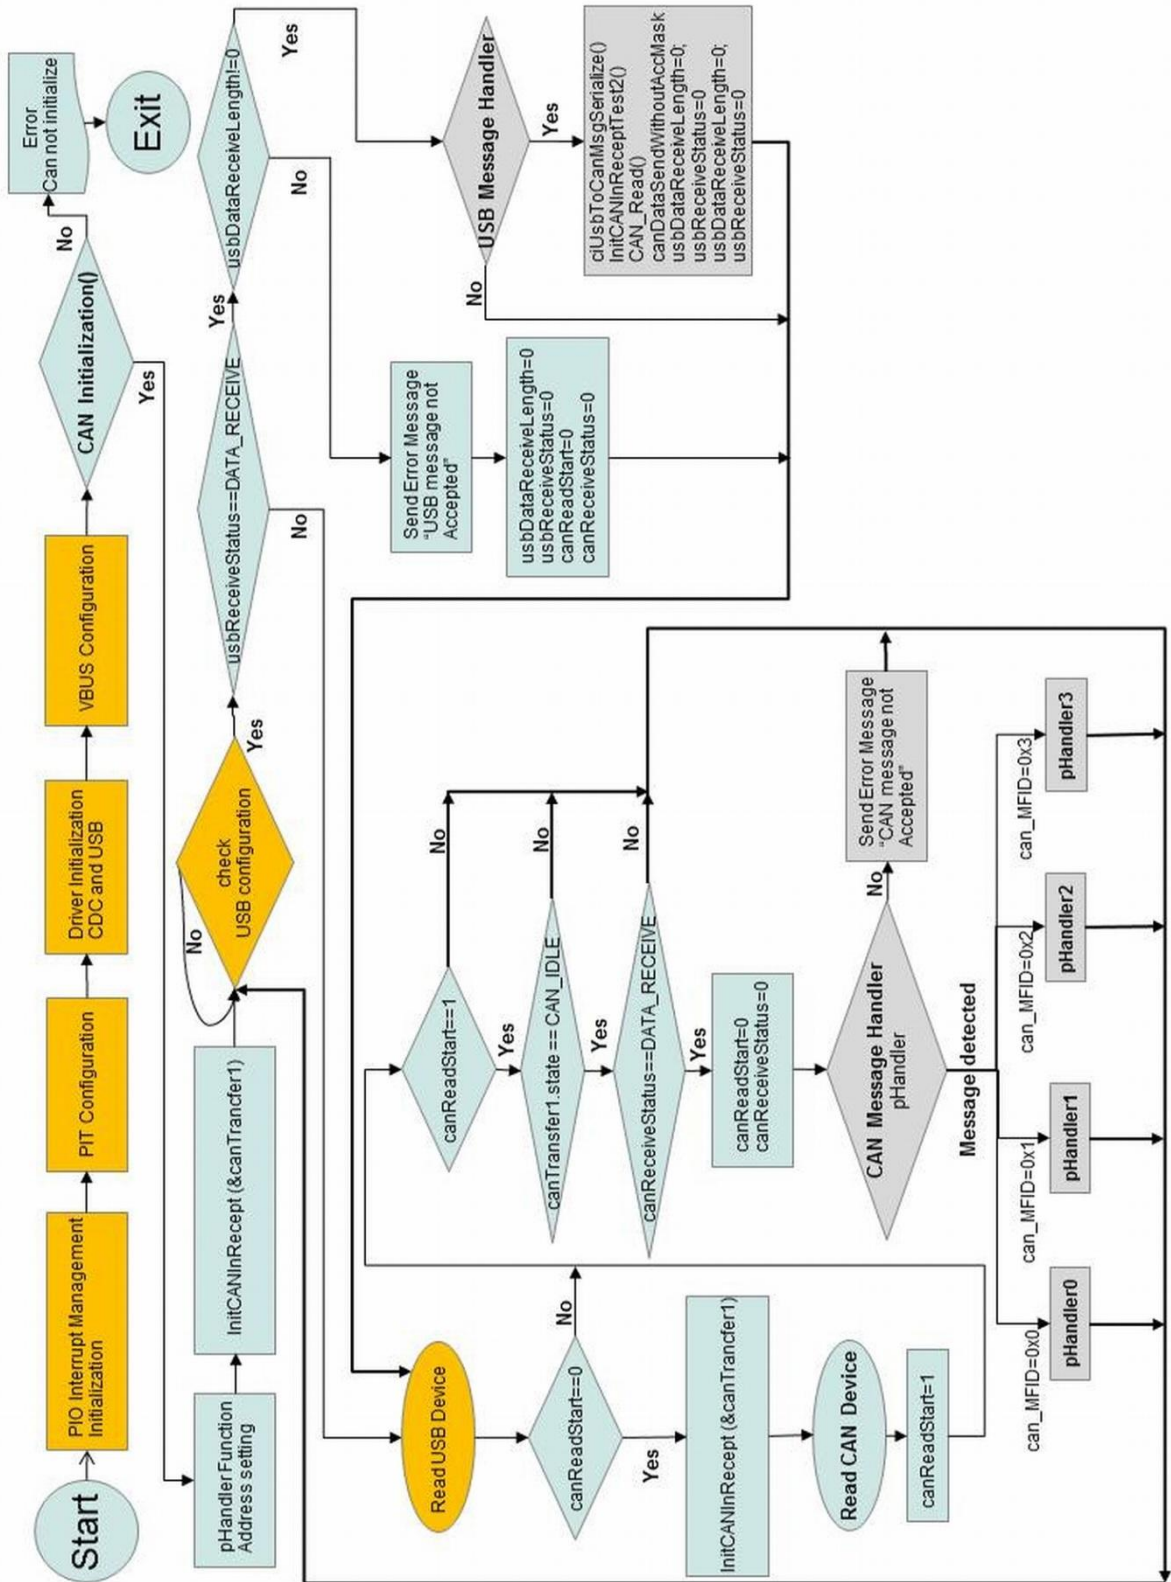 Start
PIO Interrupt Management
Initialization
PIT Configuration
Driver Initialization
CDC and USB
VBUS Configuration
CAN Initialization()
No
Error
Can not initialize
Exit
Yes
pHandler Function
Address setting
InitCANInRecept (&canTransfer1)
No
check
USB configuration
Yes
usbReceiveStatus==DATA_RECEIVE
Yes
usbDataReceiveLength!=0
Yes
No
No
Send Error Message
“USB message not
Accepted”
usbDataReceiveLength=0
usbReceiveStatus=0
canReadStart=0
canReceiveStatus=0
USB Message Handler
No
Yes
ciUsbToCanMsgSerialize()
InitCANInReceptTest2()
CAN_Read()
canDataSendWithoutAccMask
usbDataReceiveLength=0;
usbReceiveStatus=0
usbDataReceiveLength=0;
usbReceiveStatus=0
Read USB Device
canReadStart==0
No
Yes
InitCANInRecept (&canTransfer1)
Read CAN Device
canReadStart=1
canReadStart==1
No
Yes
canTransfer1.state == CAN_IDLE
No
Yes
canReceiveStatus==DATA_RECEIVE
No
Yes
canReadStart=0
canReceiveStatus=0
CAN Message Handler
pHandler
No
Send Error Message
“CAN message not
Accepted”
Message detected
can_MFID=0x0
can_MFID=0x1
can_MFID=0x2
can_MFID=0x3
pHandler0
pHandler1
pHandler2
pHandler3